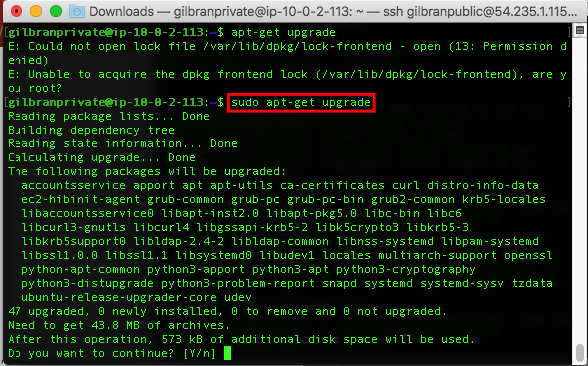 Downloads — gilbranprivate@ip-10-0-2-113: ~ — ssh gilbranpublic@54.235.1.115...
[gilbranprivate@ip-10-0-2-113:~$ apt-get upgrade
E: Could not open lock file /var/lib/dpkg/lock-frontend - open (13: Permission d
enied)
E: Unable to acquire the dpkg frontend lock (/var/lib/dpkg/lock-frontend), are y
ou root?
[gilbranprivate@ip-10-0-2-113:~$ sudo apt-get upgrade
Reading package lists... Done
Building dependency tree
Reading state information... Done
Calculating upgrade... Done
The following packages will be upgraded:
accountsservice apport apt apt-utils ca-certificates curl distro-info-data
ec2-hibinit-agent grub-common grub-pc grub-pc-bin grub2-common krb5-locales
libaccountsservice0 libapt-inst2.0 libapt-pkg5.0 libc-bin libc6
libcurl3-gnutls libcurl4 libgssapi-krb5-2 libk5crypto3 libkrb5-3
libkrb5support0 libldap-2.4-2 libldap-common libnss-systemd libpam-systemd
libssl1.0.0 libssl1.1 libsystemd0 libudev1 locales multiarch-support openssl
python-apt-common python3-apport python3-apt python3-cryptography
python3-distupgrade python3-problem-report snapd systemd systemd-sysv tzdata
ubuntu-release-upgrader-core udev
47 upgraded, 0 newly installed, 0 to remove and 0 not upgraded.
Need to get 43.8 MB of archives.
After this operation, 573 kB of additional disk space will be used.
Do you want to continue? [Y/n]